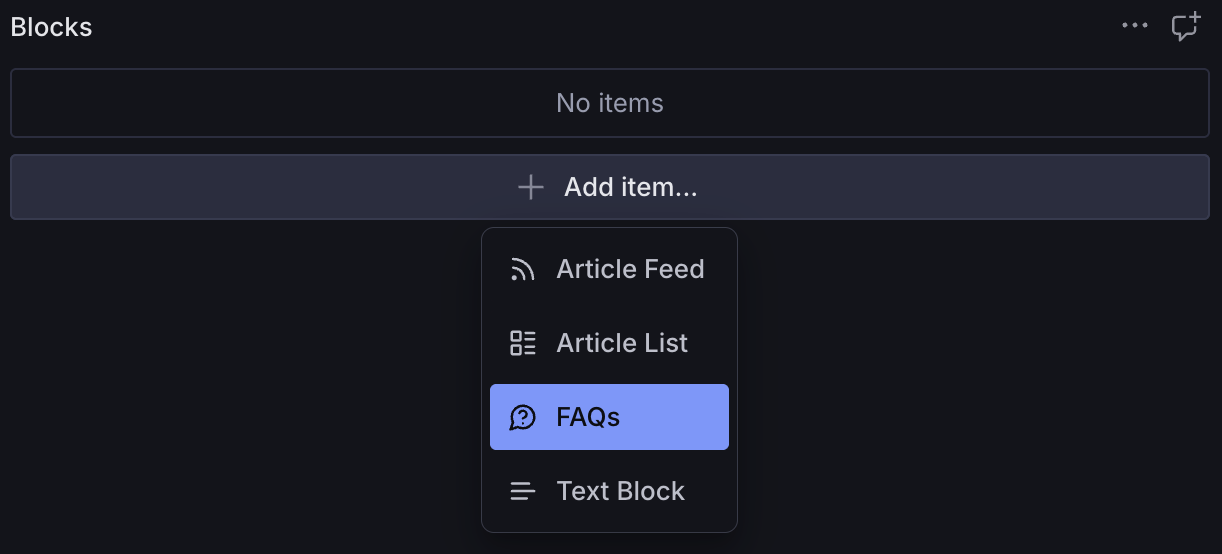 Blocks
No items
Add item...
Article Feed
Article List
FAQs
Text Block